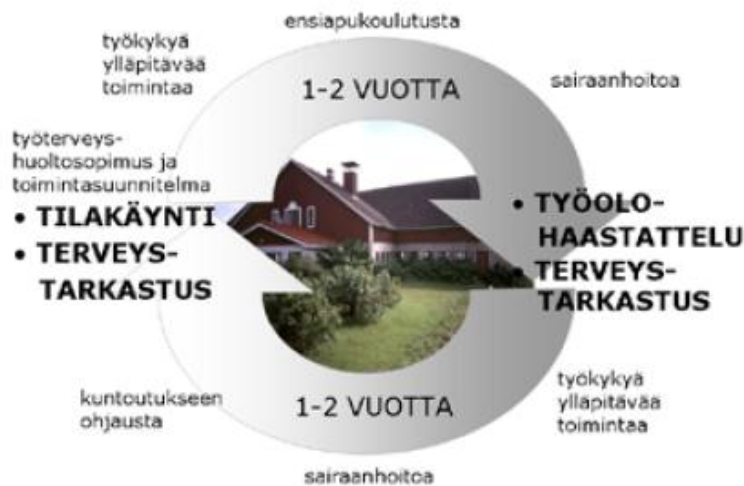 ensiapukoulutusta
työkykyä
ylläpitävää
toimintaa
1-2 VUOTTA
sairaanhoitoa
työterveys-
huoltosopimus ja
toimintasuunnitelma
• TILAKÄYNTI
• TERVEYS-
TARKASTUS
• TYÖOLO-
HAASTATTELU
• TERVEYS-
TARKASTUS
kuntoutukseen
ohjausta
1-2 VUOTTA
työkykyä
ylläpitävää
toimintaa
sairaanhoitoa